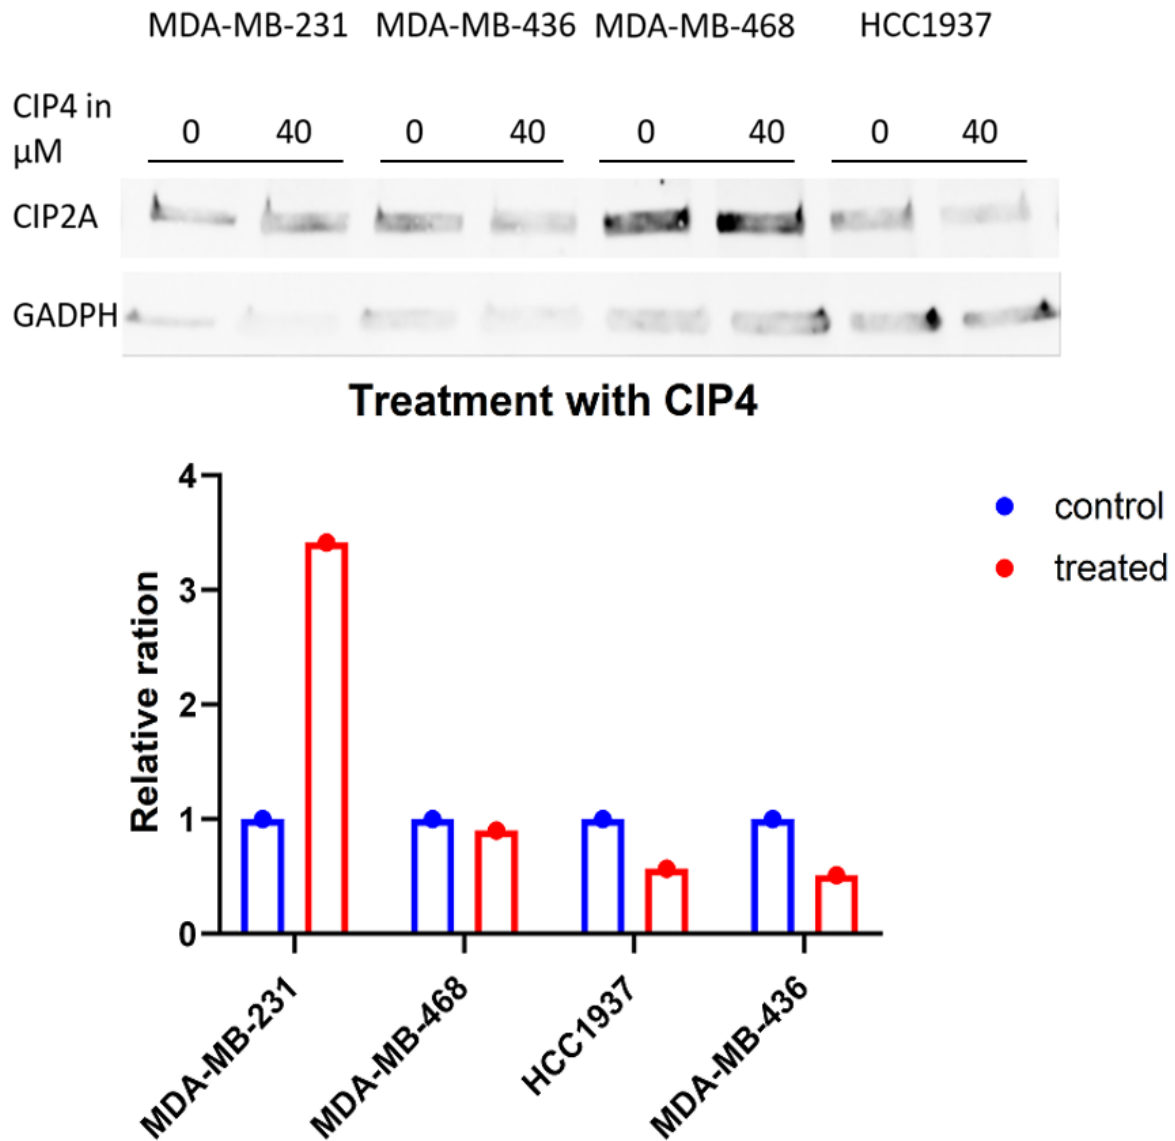 MDA-MB-231 MDA-MB-436 MDA-MB-468 HCC1937
CIP4 in
µM
0 40 0 40 0 40 0 40
CIP2A
GADPH
Treatment with CIP4
4
3
2
1
0
Relative ration
control
treated
MDA-MB-231
MDA-MB-468
HCC1937
MDA-MB-436